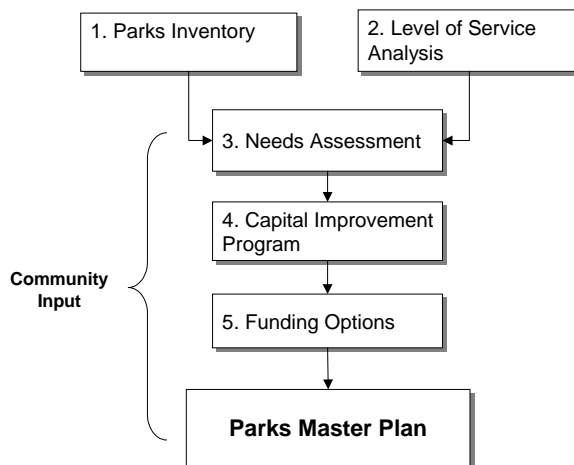 1. Parks Inventory
2. Level of Service
Analysis
3. Needs Assessment
4. Capital Improvement
Program
Community
Input
5. Funding Options
Parks Master Plan